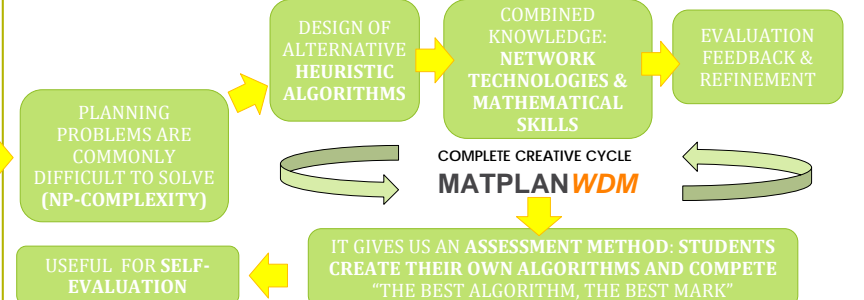 PLANNING
PROBLEMS ARE
COMMONLY
DIFFICULT TO SOLVE
(NP-COMPLEXITY)
DESIGN OF
ALTERNATIVE
HEURISTIC
ALGORITHMS
COMBINED
KNOWLEDGE:
NETWORK
TECHNOLOGIES &
MATHEMATICAL
SKILLS
EVALUATION
FEEDBACK &
REFINEMENT
COMPLETE CREATIVE CYCLE
MATPLANWDM
IT GIVES US AN ASSESSMENT METHOD: STUDENTS
CREATE THEIR OWN ALGORITHMS AND COMPETE
“THE BEST ALGORITHM, THE BEST MARK”
USEFUL FOR SELF-
EVALUATION